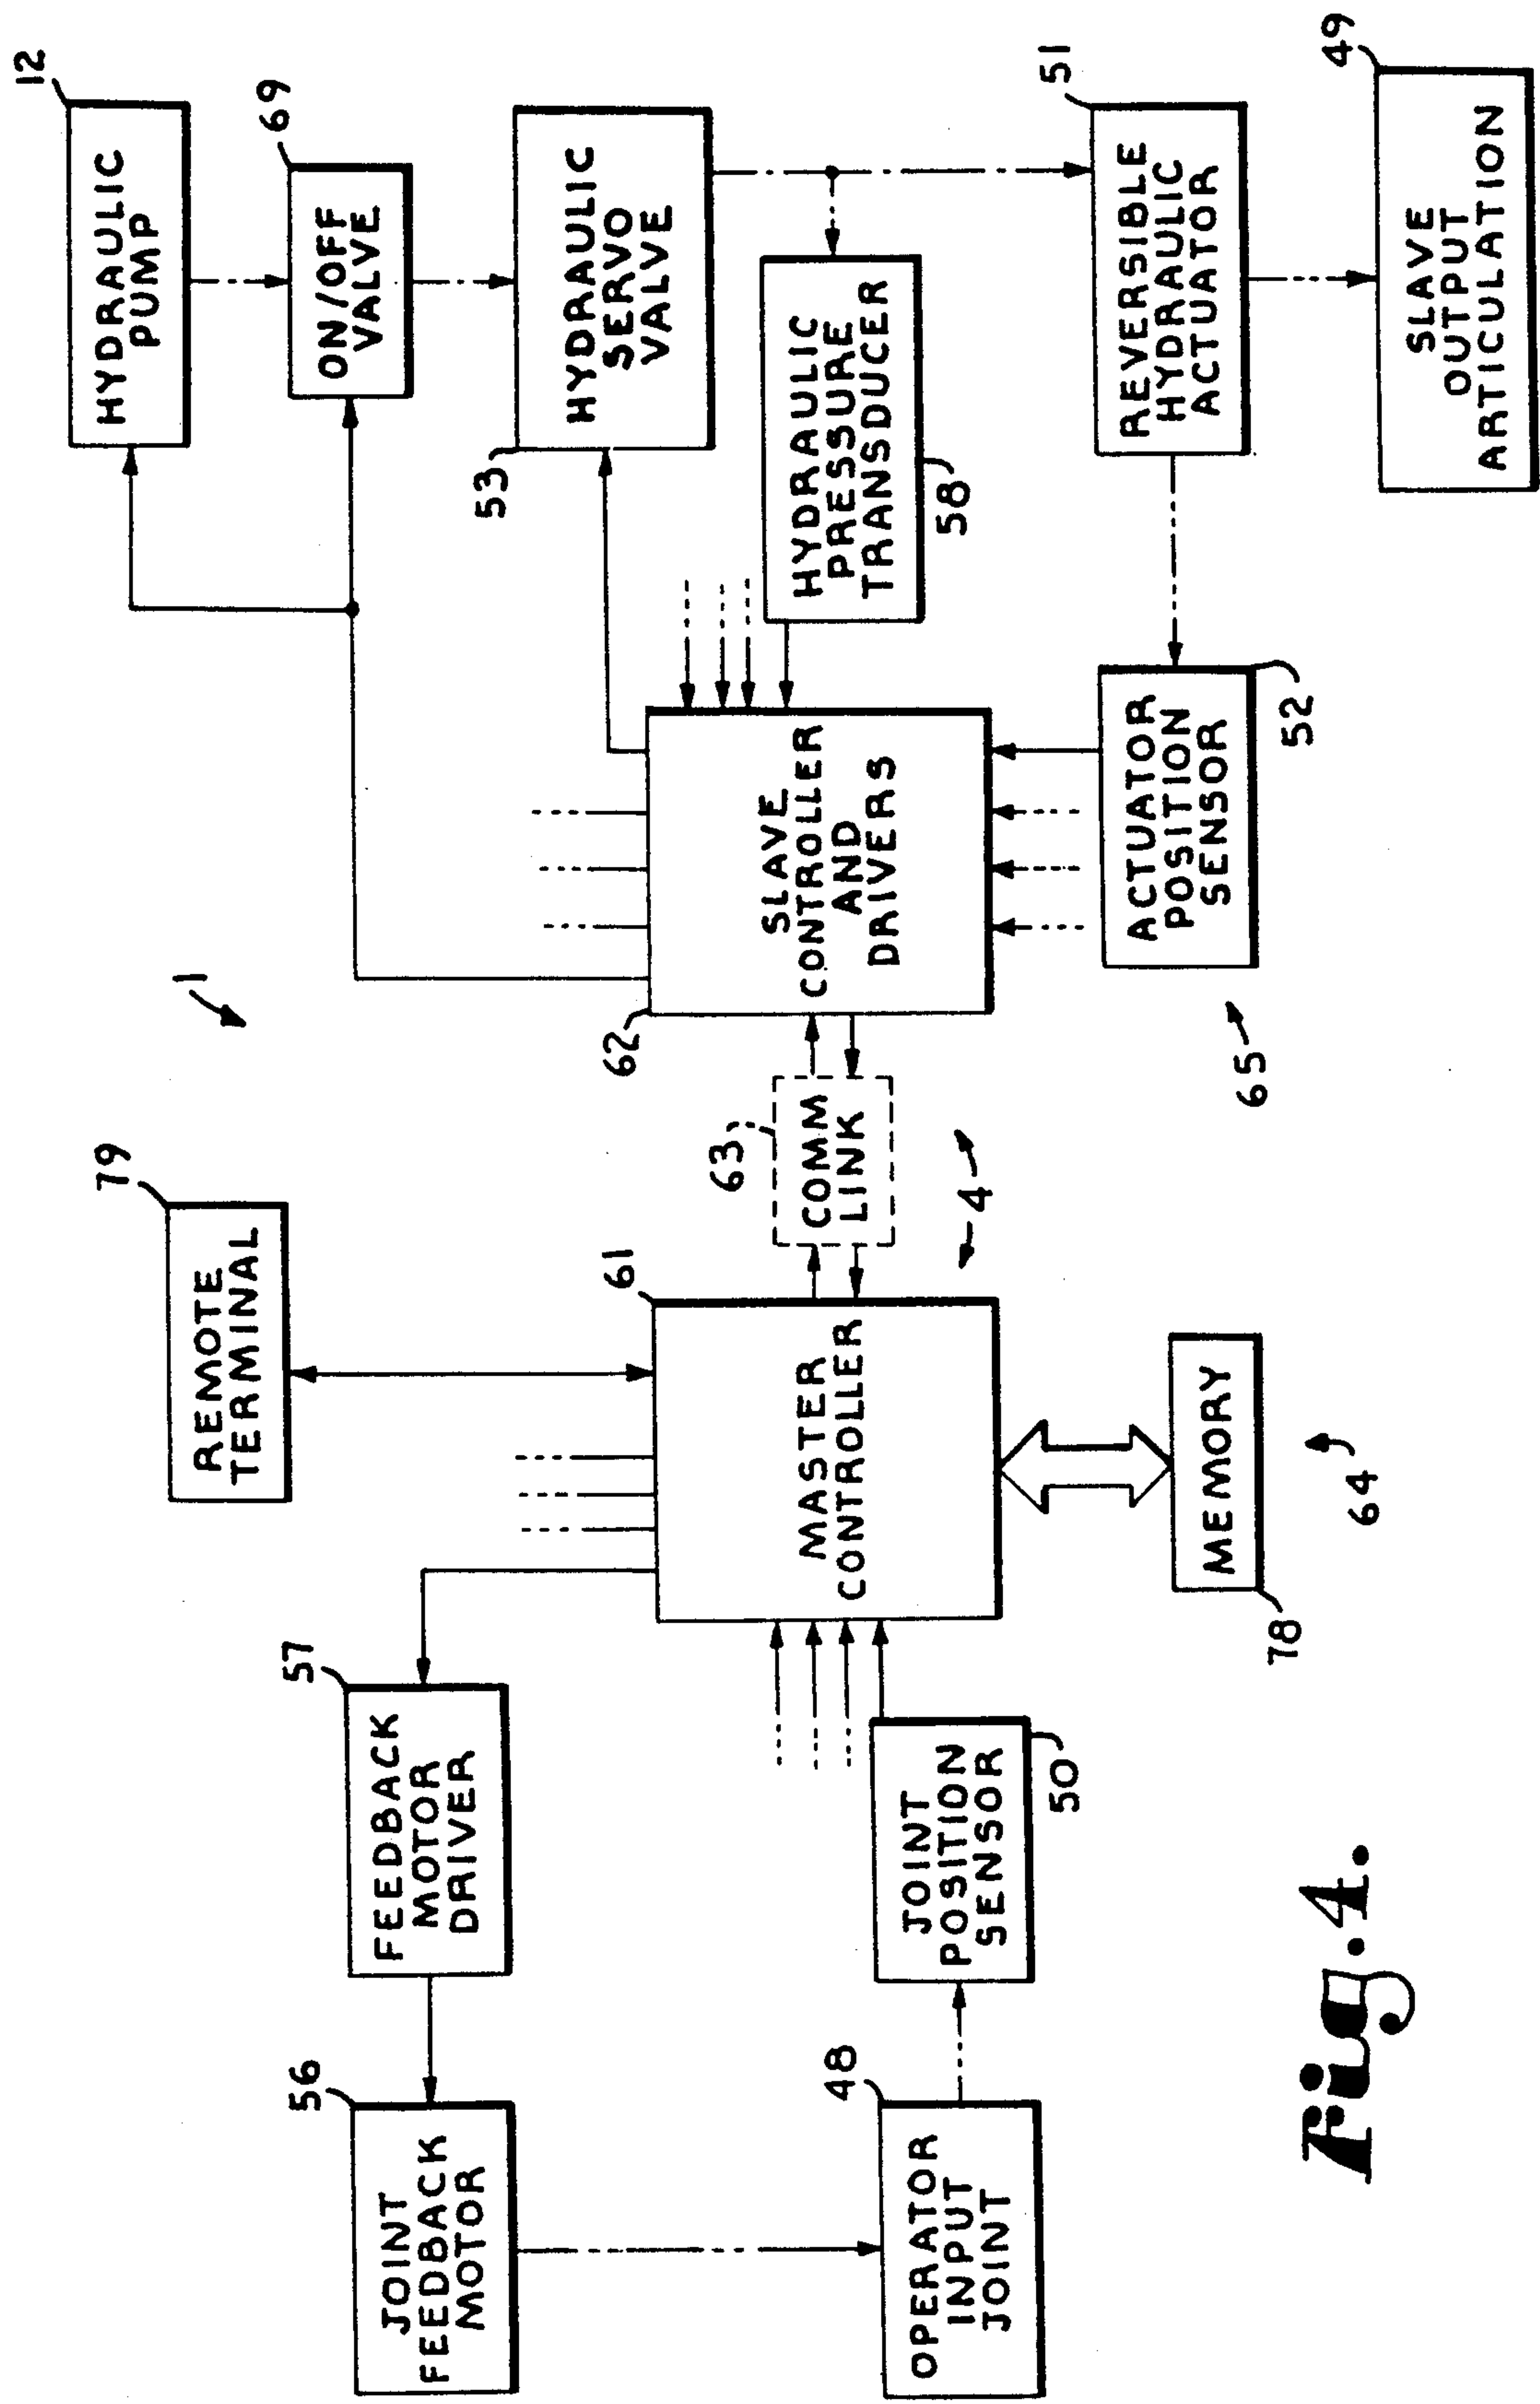 1
12
HYDRAULIC
PUMP
69
ON/OFF
VALVE
53
HYDRAULIC
SERVO
VALVE
HYDRAULIC
PRESSURE
TRANSDUCER
58
51
REVERSIBLE
HYDRAULIC
ACTUATOR
49
SLAVE
OUTPUT
ARTICULATION
62
SLAVE
CONTROLLER
AND
DRIVERS
ACTUATOR
POSITION
SENSOR
52
65
63
COMM
LINK
4
79
REMOTE
TERMINAL
61
MASTER
CONTROLLER
MEMORY
78
64
57
FEEDBACK
MOTOR
DRIVER
56
JOINT
FEEDBACK
MOTOR
JOINT
POSITION
SENSOR
50
48
OPERATOR
INPUT
JOINT
Fig.4.